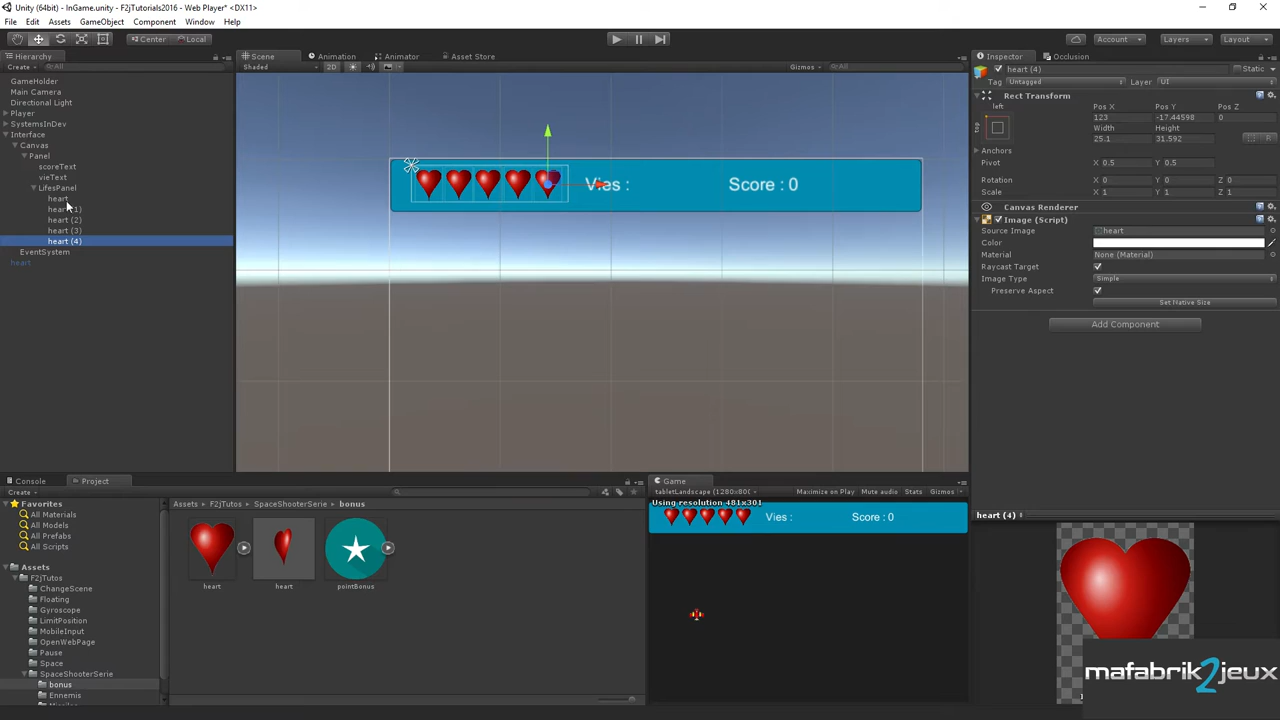 Unity (64bit) - InGame.unity - F2jTutorials2016 - Web Player* <DX11>
File Edit Assets GameObject Component Window Help
Center Local Account Layers Layout
Hierarchy
Create All
GameHolder
Main Camera
Directional Light
Player
SystemsInDev
Interface
Canvas
Panel
scoreText
vieText
LifesPanel
heart
heart (1)
heart (2)
heart (3)
heart (4)
EventSystem
heart
Scene Animation Animator Asset Store
Shaded 2D Gizmos All
Vies : Score : 0
Inspector Occlusion
heart (4) Static
Tag Untagged Layer UI
Rect Transform
left Pos X Pos Y Pos Z
top 123 -17.44598 0
Width Height
25.1 31.592 R
Anchors
Pivot X 0.5 Y 0.5
Rotation X 0 Y 0 Z 0
Scale X 1 Y 1 Z 1
Canvas Renderer
Image (Script)
Source Image heart
Color
Material None (Material)
Raycast Target
Image Type Simple
Preserve Aspect
Set Native Size
Add Component
heart (4)
Console Project
Create
Favorites
All Materials
All Models
All Prefabs
All Scripts
Assets
F2jTutos
ChangeScene
Floating
Gyroscope
LimitPosition
MobileInput
OpenWebPage
Pause
Space
SpaceShooterSerie
bonus
Ennemis
Assets F2jTutos SpaceShooterSerie bonus
heart heart pointBonus
Game
tabletLandscape (1280x80( Maximize on Play Mute audio Stats Gizmos
Using resolution 481x301
Vies : Score : 0
mafabrik2jeux